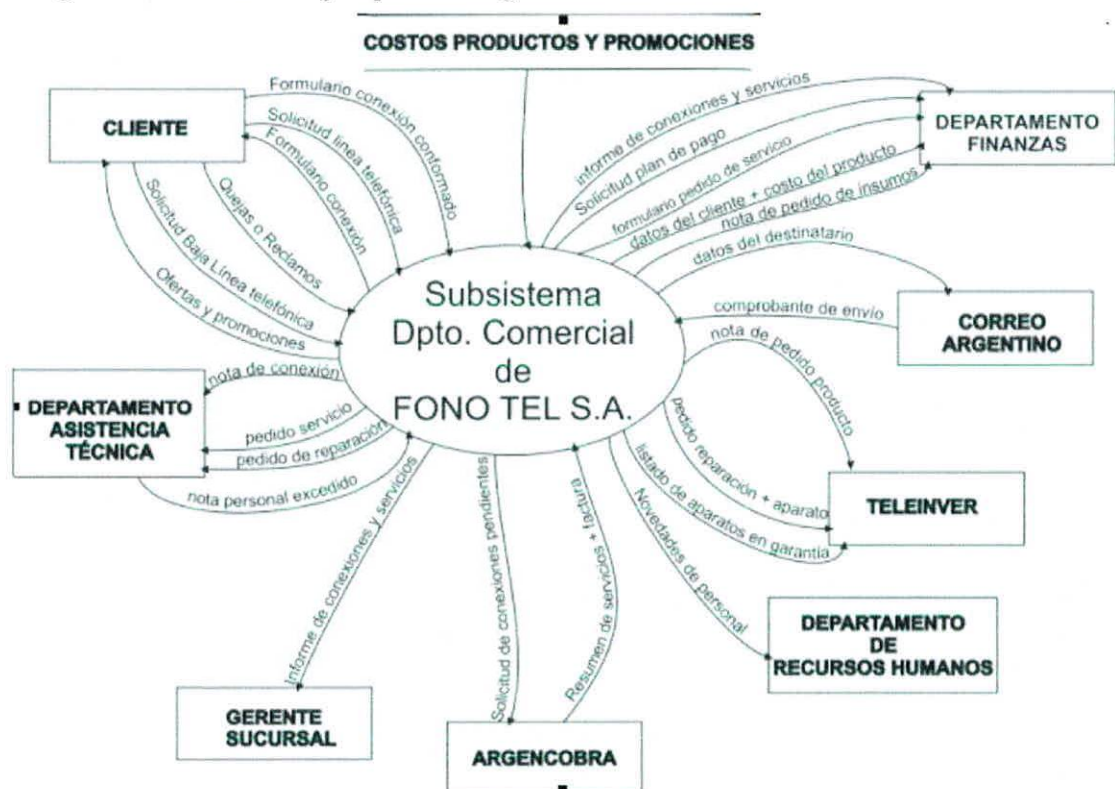 COSTOS PRODUCTOS Y PROMOCIONES
CLIENTE
Formulario conexión conformado
Solicitud línea telefónica
Formulario conexión
Quejas o Reclamos
Solicitud Baja Línea telefónica
Ofertas y promociones
informe de conexiones y servicios
Solicitud plan de pago
formulario pedido de servicio
datos del cliente + costo del producto
nota de pedido de insumos
datos del destinatario
DEPARTAMENTO
FINANZAS
comprobante de envío
CORREO
ARGENTINO
Subsistema
Dpto. Comercial
de
FONO TEL S.A.
nota de pedido producto
pedido reparación + aparato
listado de aparatos en garantía
TELEINVER
nota de conexión
pedido servicio
pedido de reparación
nota personal excedido
DEPARTAMENTO
ASISTENCIA
TÉCNICA
Informe de conexiones y servicios
GERENTE
SUCURSAL
Solicitud de conexiones pendientes
Resumen de servicios + factura
ARGENCOBRA
Novedades de personal
DEPARTAMENTO
DE
RECURSOS HUMANOS